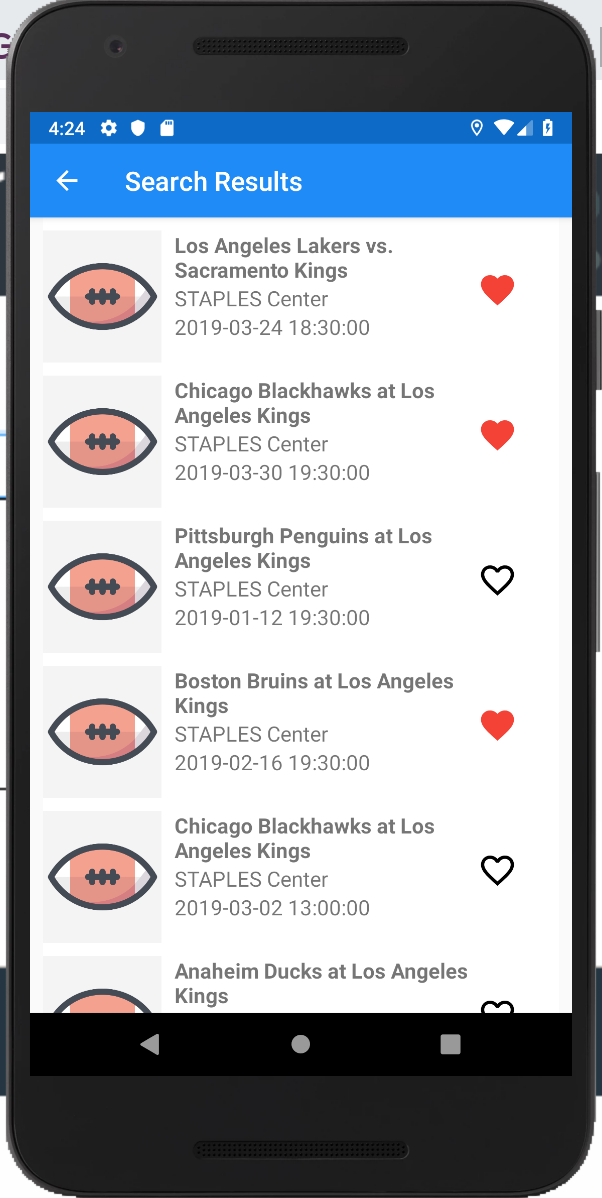 4:24
Search Results
Los Angeles Lakers vs.
Sacramento Kings
STAPLES Center
2019-03-24 18:30:00
Chicago Blackhawks at Los
Angeles Kings
STAPLES Center
2019-03-30 19:30:00
Pittsburgh Penguins at Los
Angeles Kings
STAPLES Center
2019-01-12 19:30:00
Boston Bruins at Los Angeles
Kings
STAPLES Center
2019-02-16 19:30:00
Chicago Blackhawks at Los
Angeles Kings
STAPLES Center
2019-03-02 13:00:00
Anaheim Ducks at Los Angeles
Kings